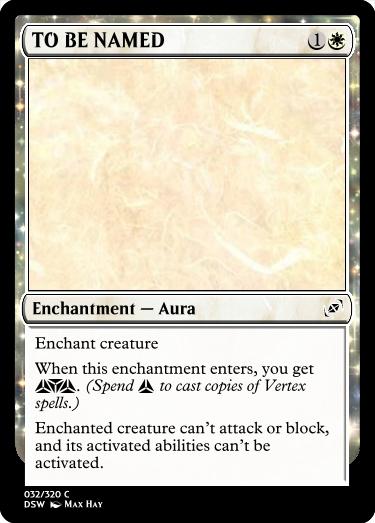 TO BE NAMED 1
Enchantment — Aura
Enchant creature
When this enchantment enters, you get
. (Spend to cast copies of Vertex
spells.)
Enchanted creature can't attack or block,
and its activated abilities can't be
activated.
032/320 C
DSW Max Hay